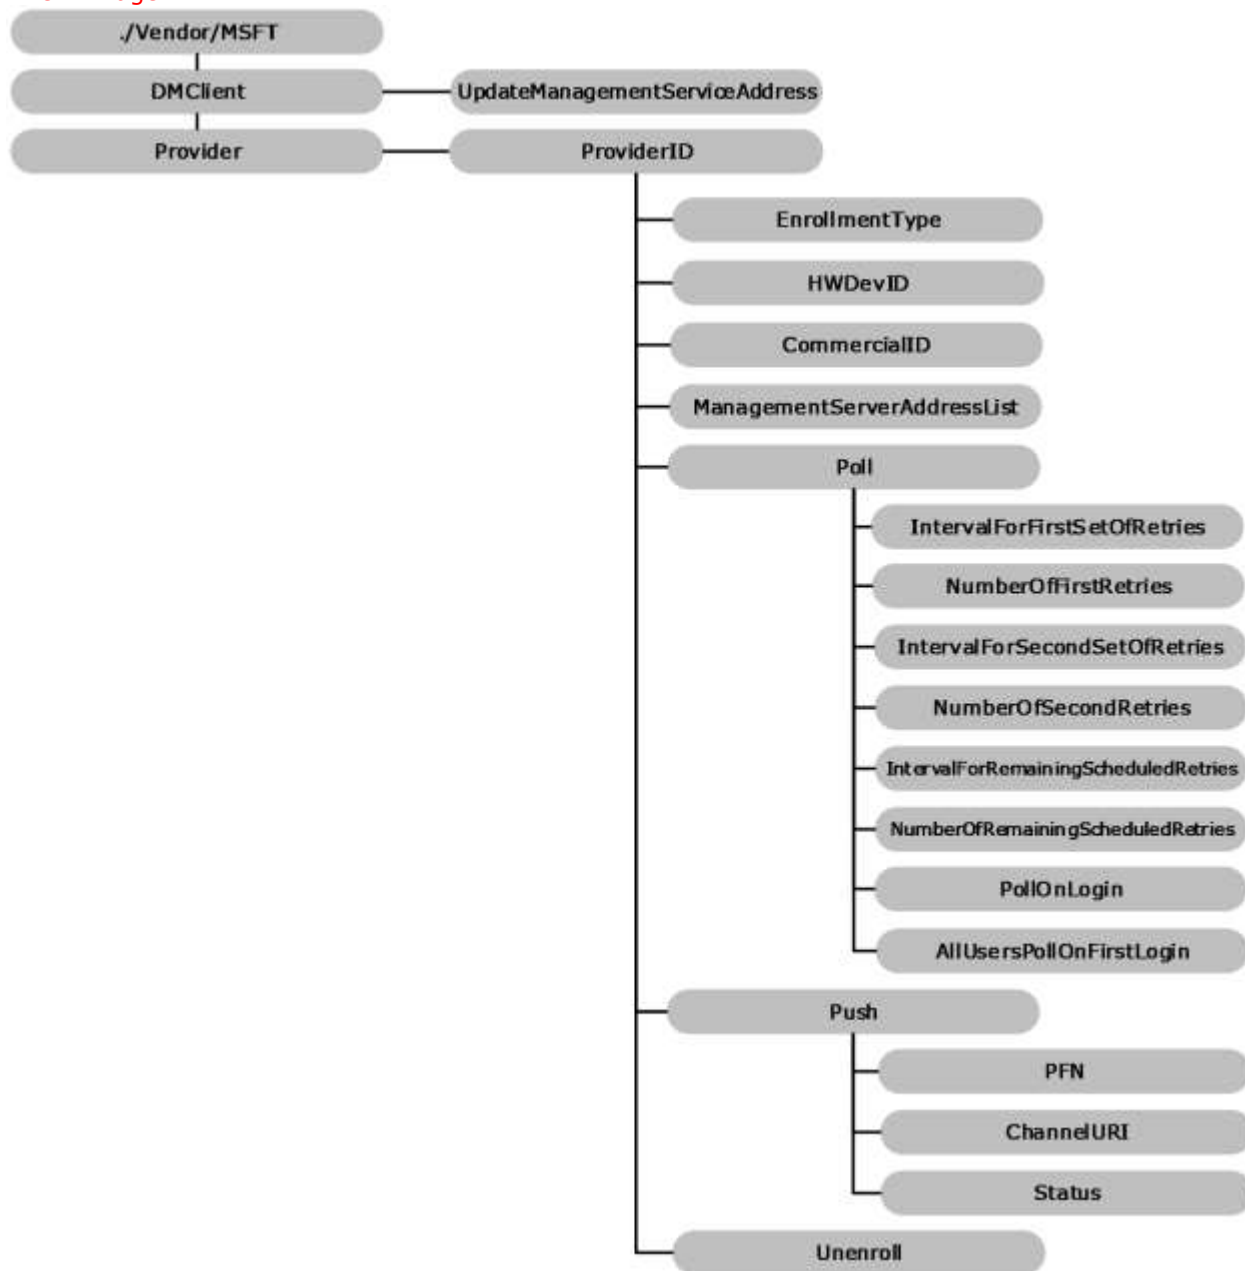 ./Vendor/MSFT
DMClient
UpdateManagementServiceAddress
Provider
ProviderID
EnrollmentType
HWDevID
CommercialID
ManagementServerAddressList
Poll
IntervalForFirstSetOfRetries
NumberOfFirstRetries
IntervalForSecondSetOfRetries
NumberOfSecondRetries
IntervalForRemainingScheduledRetries
NumberOfRemainingScheduledRetries
PollOnLogin
AllUsersPollOnFirstLogin
Push
PFN
ChannelURI
Status
Unenroll